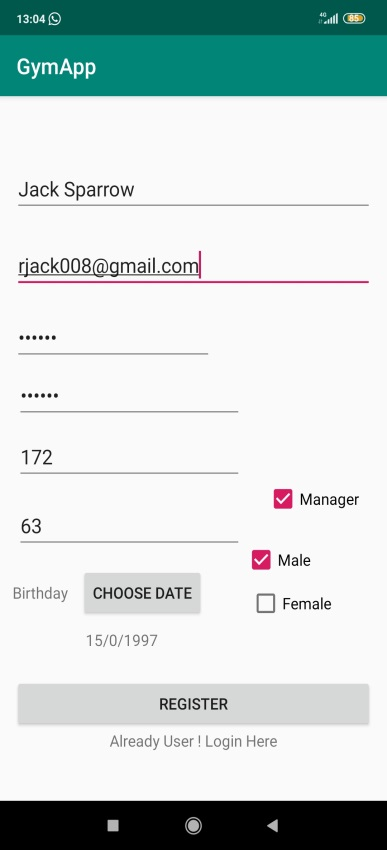 13:04
4G 85
GymApp
Jack Sparrow
rjack008@gmail.com
••••••
••••••
172
Manager
63
Male
Birthday CHOOSE DATE
Female
15/0/1997
REGISTER
Already User ! Login Here